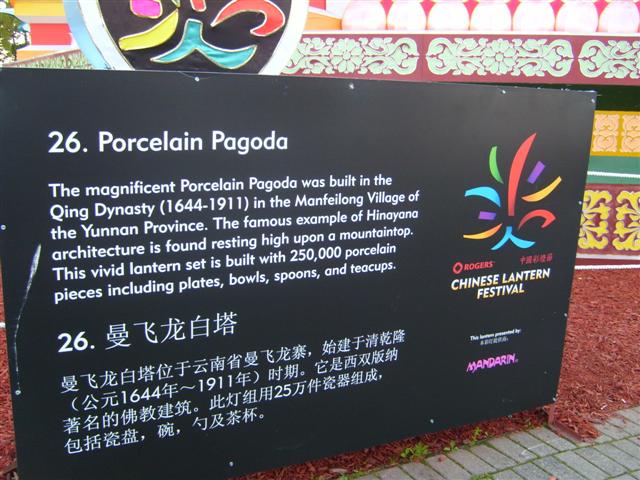 26. Porcelain Pagoda
The magnificent Porcelain Pagoda was built in the
Qing Dynasty (1644-1911) in the Manfeilong Village of
the Yunnan Province. The famous example of Hinayana
architecture is found resting high upon a mountaintop.
This vivid lantern set is built with 250,000 porcelain
pieces including plates, bowls, spoons, and teacups.
26. 曼飞龙白塔
曼飞龙白塔位于云南省曼飞龙寨，始建于清乾隆
（公元1644年～1911年）时期。它是西双版纳
著名的佛教建筑。此灯组用25万件瓷器组成，
包括瓷盘，碗，勺及茶杯。
中國彩燈節
ROGERS
CHINESE LANTERN
FESTIVAL
This lantern presented by:
MANDARIN